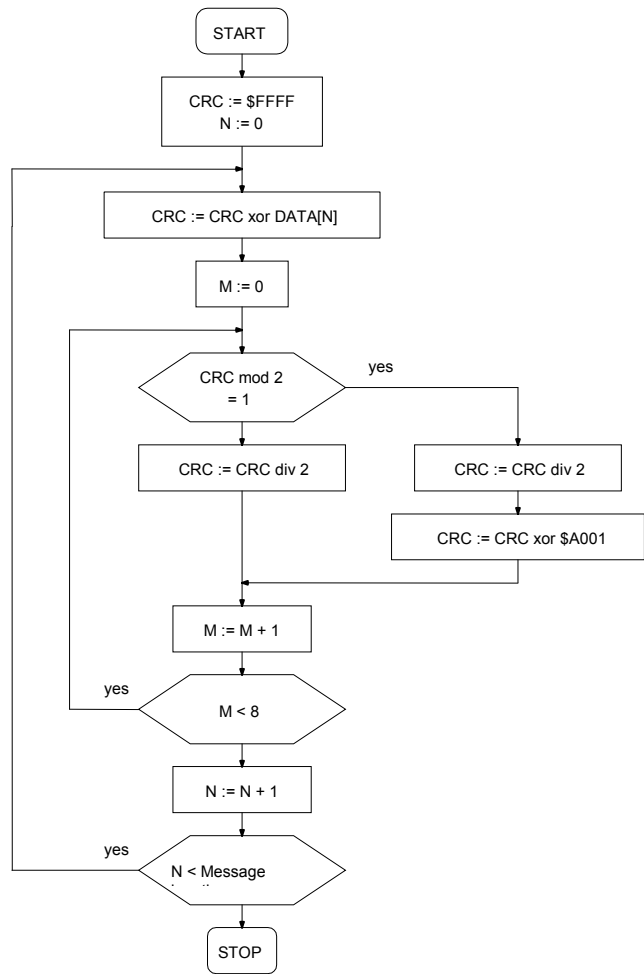 START
CRC := $FFFF
N := 0
CRC := CRC xor DATA[N]
M := 0
CRC mod 2
= 1
yes
CRC := CRC div 2
CRC := CRC div 2
CRC := CRC xor $A001
M := M + 1
yes
M < 8
N := N + 1
yes
N < Message
STOP